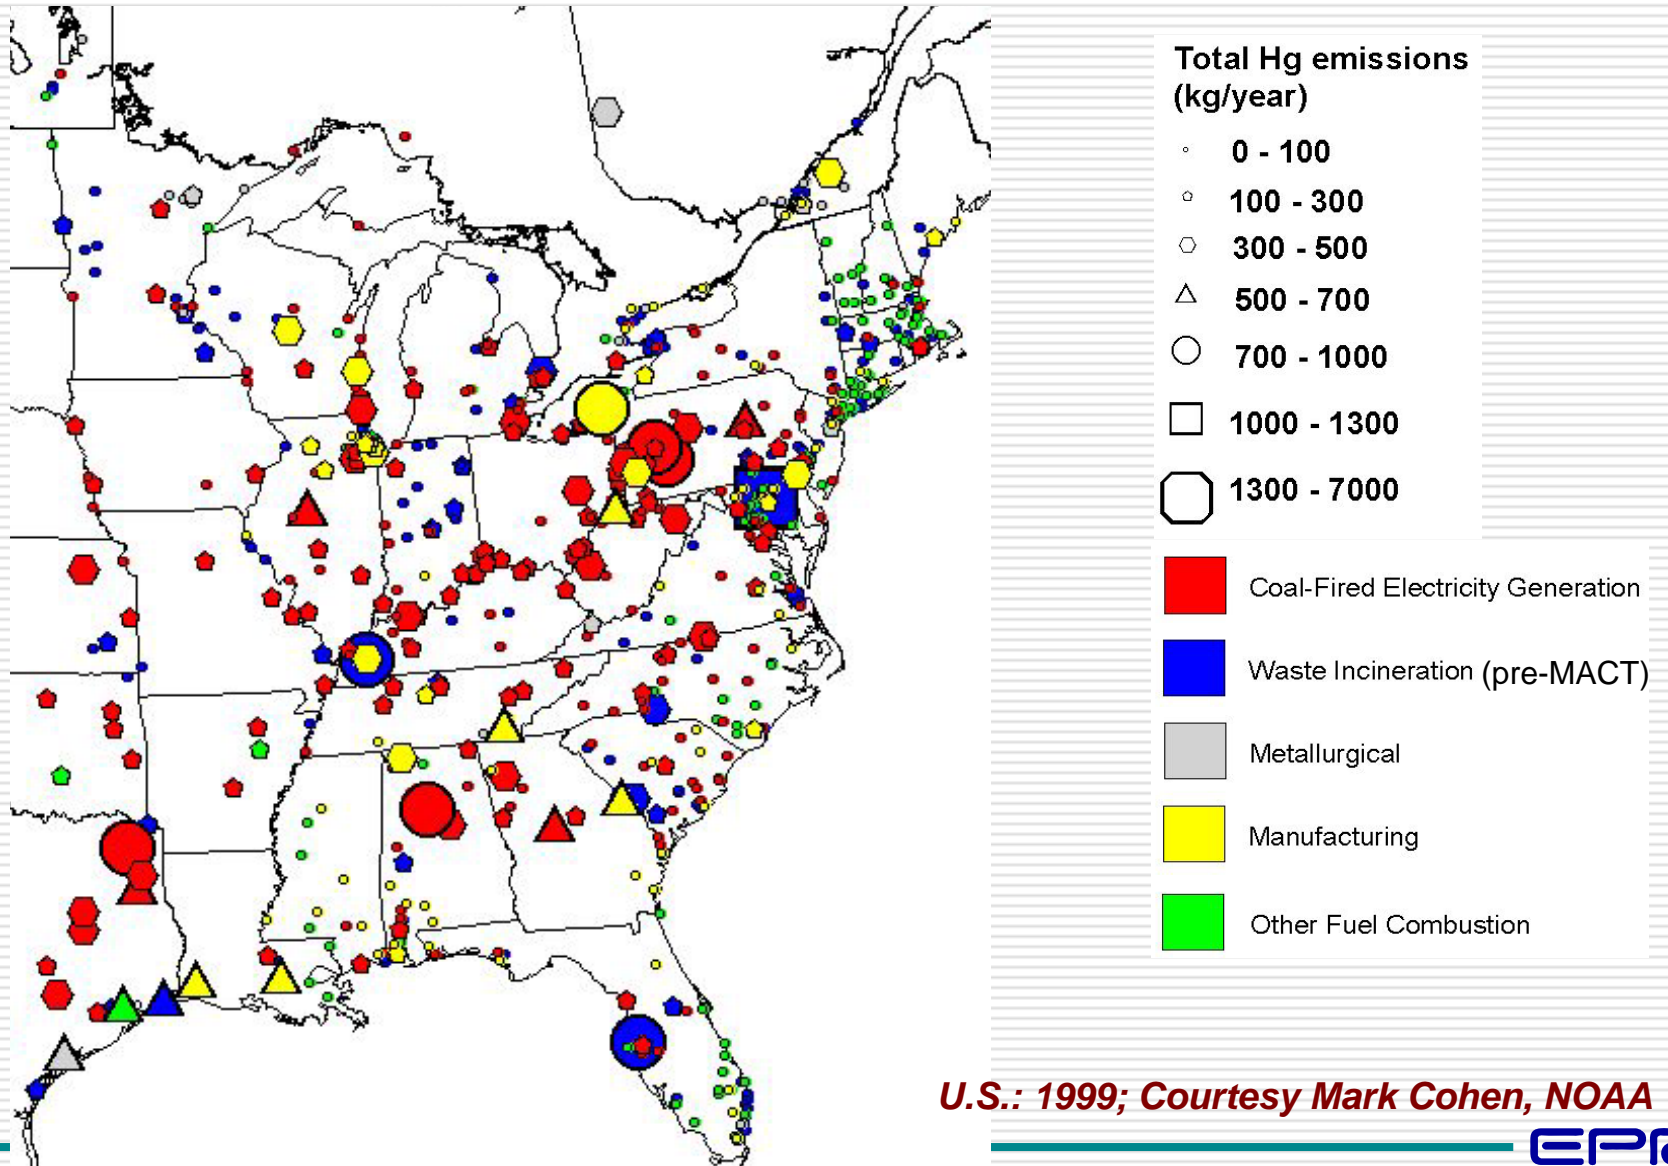 Total Hg emissions
(kg/year)
0 - 100
100 - 300
300 - 500
500 - 700
700 - 1000
1000 - 1300
1300 - 7000
Coal-Fired Electricity Generation
Waste Incineration (pre-MACT)
Metallurgical
Manufacturing
Other Fuel Combustion
U.S.: 1999; Courtesy Mark Cohen, NOAA